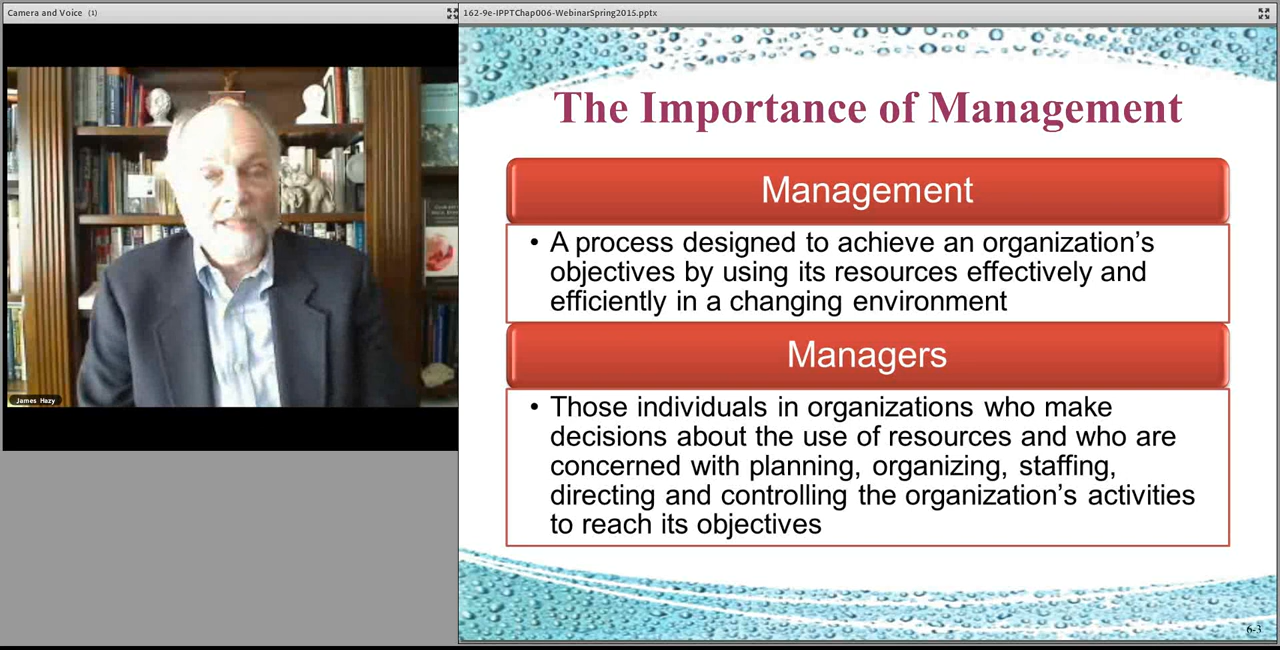 Camera and Voice (1)
162-9e-IPPTChap006-WebinarSpring2015.pptx
James Hazy
The Importance of Management
Management
• A process designed to achieve an organization’s
objectives by using its resources effectively and
efficiently in a changing environment
Managers
• Those individuals in organizations who make
decisions about the use of resources and who are
concerned with planning, organizing, staffing,
directing and controlling the organization’s activities
to reach its objectives
6-3